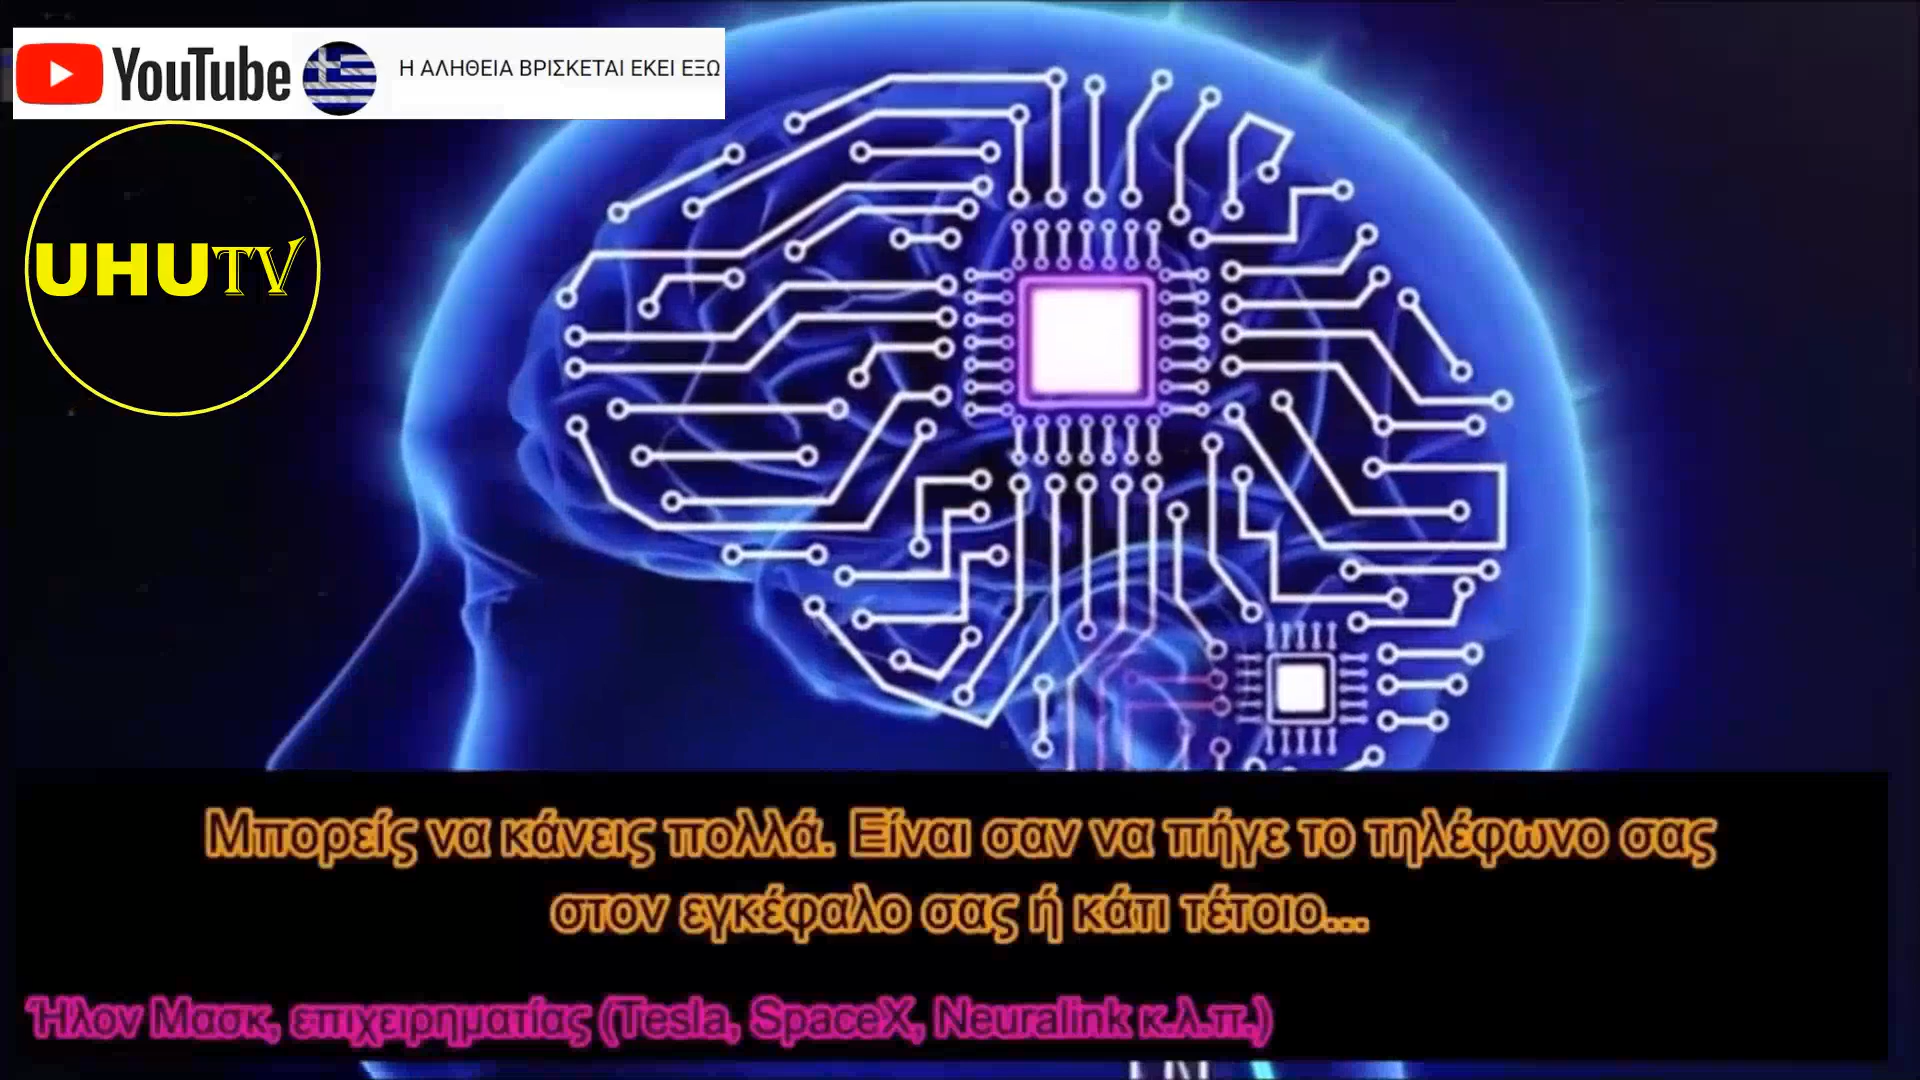 YouTube
Η ΑΛΗΘΕΙΑ ΒΡΙΣΚΕΤΑΙ ΕΚΕΙ ΕΞΩ
UHUTV
Μπορείς να κάνεις πολλά. Είναι σαν να πήγε το τηλέφωνο σας
στον εγκέφαλο σας ή κάτι τέτοιο...
Ήλον Μασκ, επιχειρηματίας (Tesla, SpaceX, Neuralink κ.λ.π.)